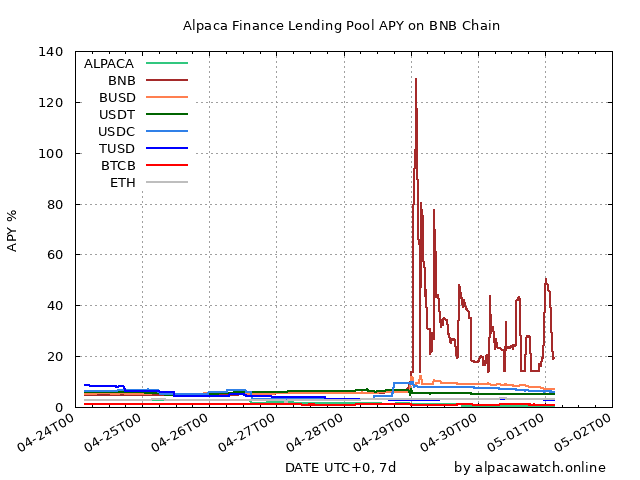 Alpaca Finance Lending Pool APY on BNB Chain
140
120
100
80
60
40
20
0
APY %
ALPACA
BNB
BUSD
USDT
USDC
TUSD
BTCB
ETH
04-24T00
04-25T00
04-26T00
04-27T00
04-28T00
04-29T00
04-30T00
05-01T00
05-02T00
DATE UTC+0, 7d
by alpacawatch.online